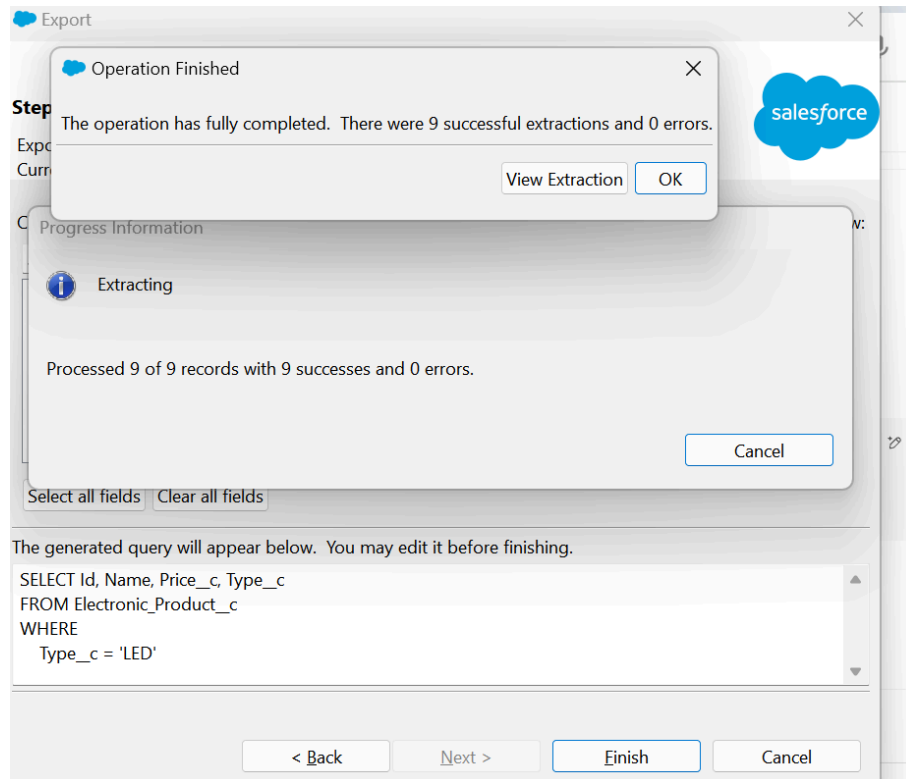 Export
Operation Finished
Step
The operation has fully completed. There were 9 successful extractions and 0 errors.
salesforce
View Extraction
OK
Progress Information
Extracting
Processed 9 of 9 records with 9 successes and 0 errors.
Cancel
Select all fields
Clear all fields
The generated query will appear below. You may edit it before finishing.
SELECT Id, Name, Price__c, Type__c
FROM Electronic_Product__c
WHERE
Type__c = 'LED'
< Back
Next >
Finish
Cancel